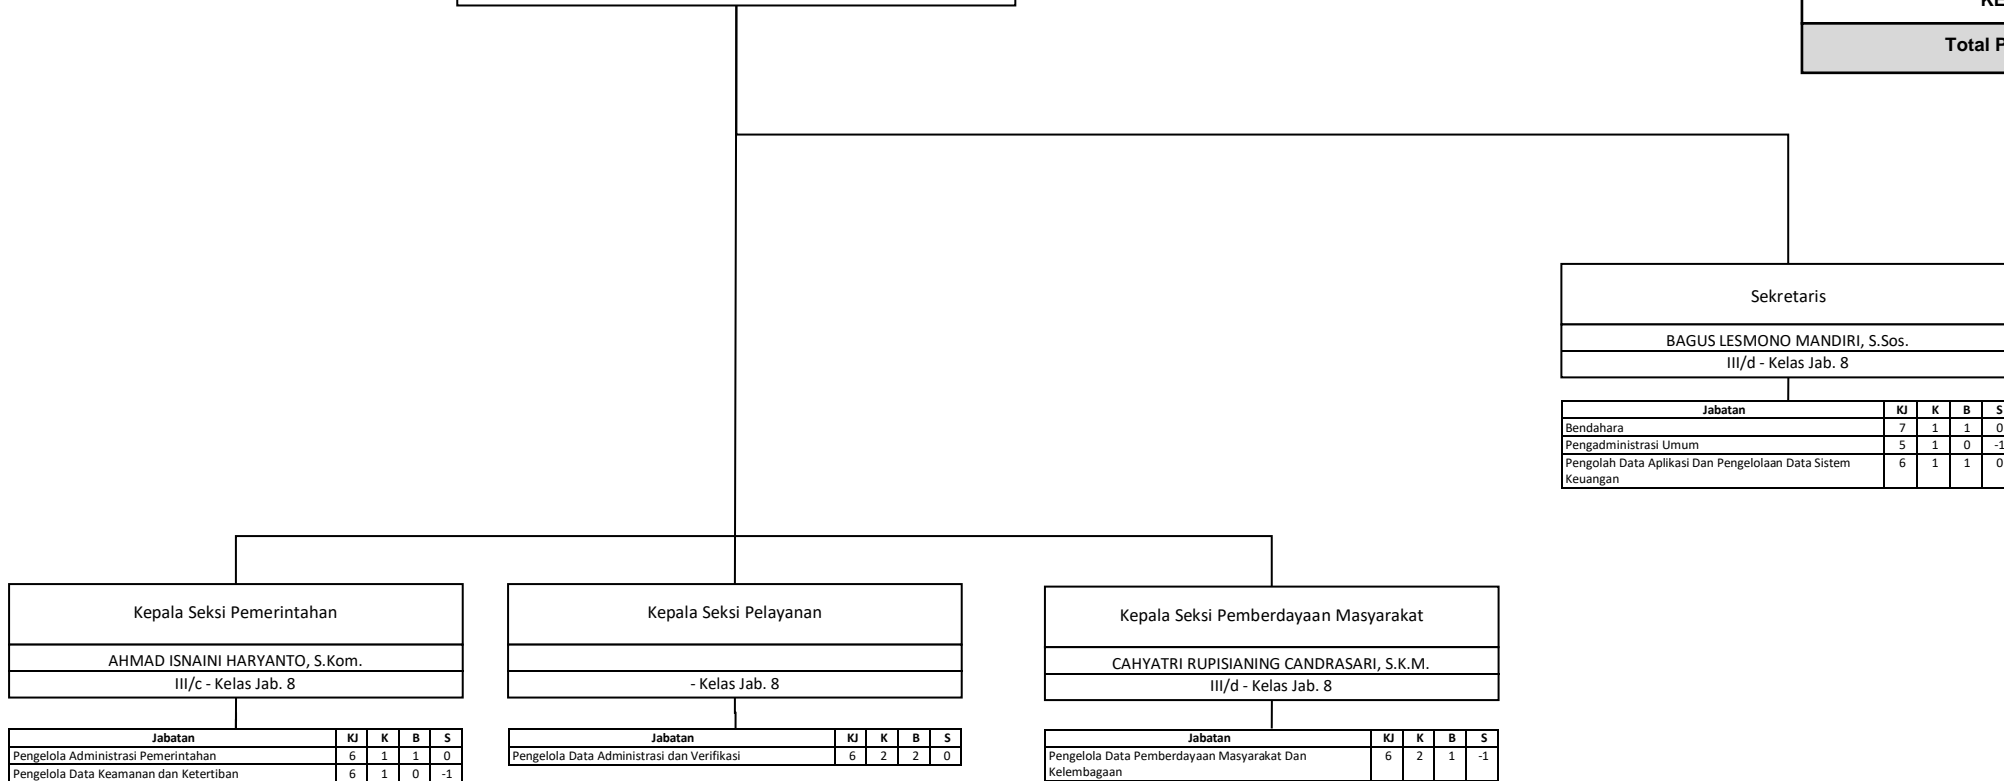 Total P
Sekretaris
BAGUS LESMONO MANDIRI, S.Sos.
III/d - Kelas Jab. 8
Jabatan KJ K B S
Bendahara 7 1 1 0
Pengadministrasi Umum 5 1 0 -1
Pengolah Data Aplikasi Dan Pengelolaan Data Sistem Keuangan 6 1 1 0
Kepala Seksi Pemerintahan
AHMAD ISNAINI HARYANTO, S.Kom.
III/c - Kelas Jab. 8
Jabatan KJ K B S
Pengelola Administrasi Pemerintahan 6 1 1 0
Pengelola Data Keamanan dan Ketertiban 6 1 0 -1
Kepala Seksi Pelayanan
- Kelas Jab. 8
Jabatan KJ K B S
Pengelola Data Administrasi dan Verifikasi 6 2 2 0
Kepala Seksi Pemberdayaan Masyarakat
CAHYATRI RUPISIANING CANDRASARI, S.K.M.
III/d - Kelas Jab. 8
Jabatan KJ K B S
Pengelola Data Pemberdayaan Masyarakat Dan 6 2 1 -1
Kelembagaan